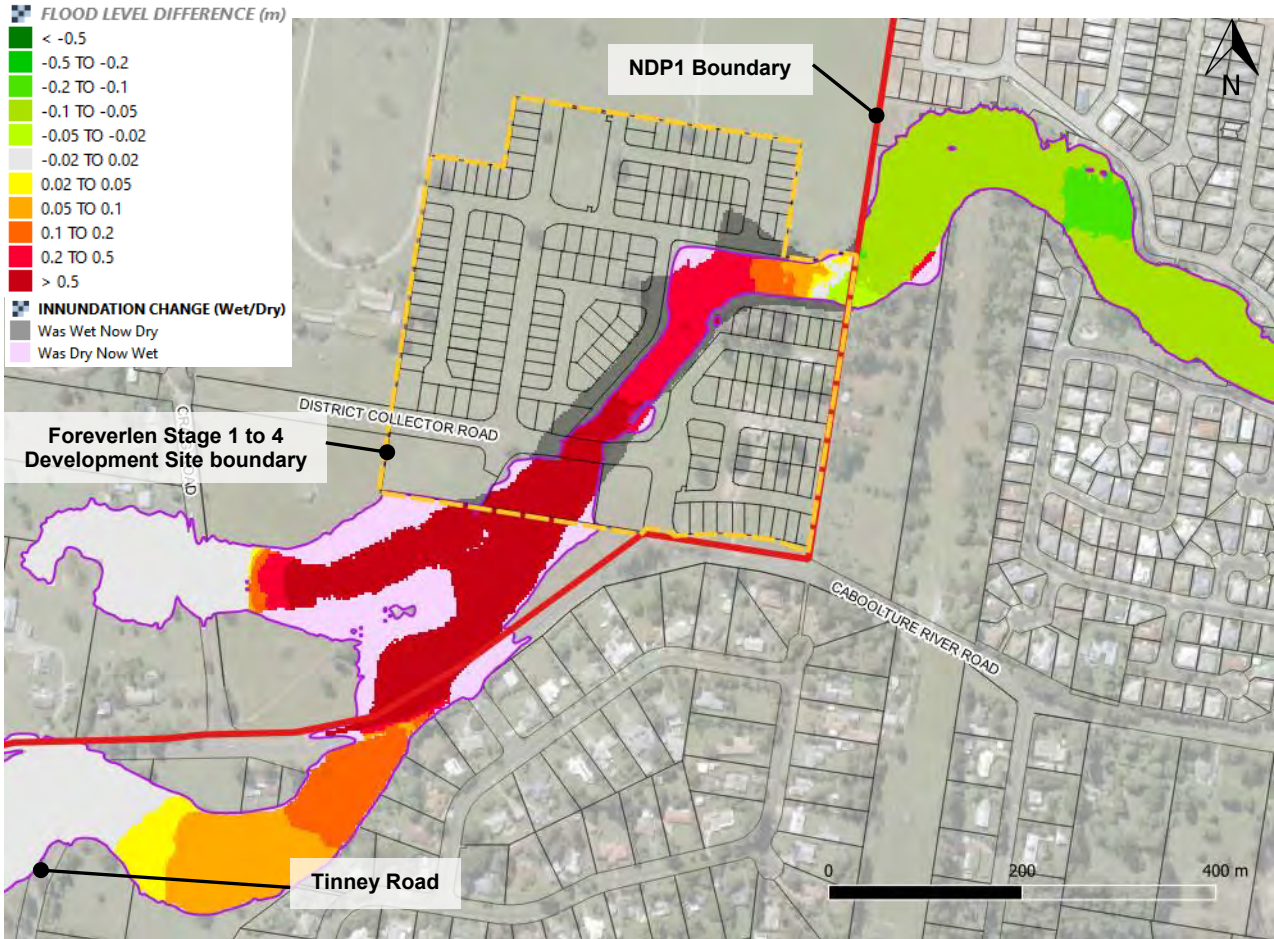 FLOOD LEVEL DIFFERENCE (m)
< -0.5
-0.5 TO -0.2
-0.2 TO -0.1
-0.1 TO -0.05
-0.05 TO -0.02
-0.02 TO 0.02
0.02 TO 0.05
0.05 TO 0.1
0.1 TO 0.2
0.2 TO 0.5
> 0.5
INNUNDATION CHANGE (Wet/Dry)
Was Wet Now Dry
Was Dry Now Wet
NDP1 Boundary
N
DISTRICT COLLECTOR ROAD
Foreverlen Stage 1 to 4
Development Site boundary
ROAD
CABOOLTURE RIVER ROAD
Tinney Road
0
200
400 m